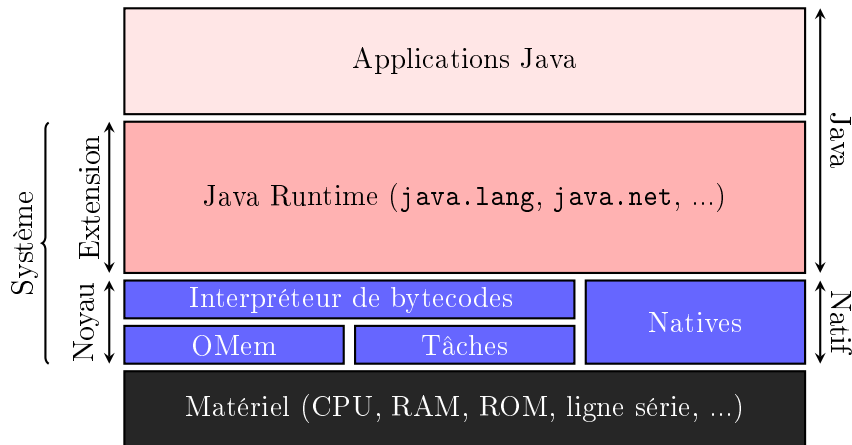 Applications Java
Java
Système
Extension
Java Runtime (java.lang, java.net, ...)
Noyau
Interpréteur de bytecodes
Natives
Natif
OMem
Tâches
Matériel (CPU, RAM, ROM, ligne série, ...)